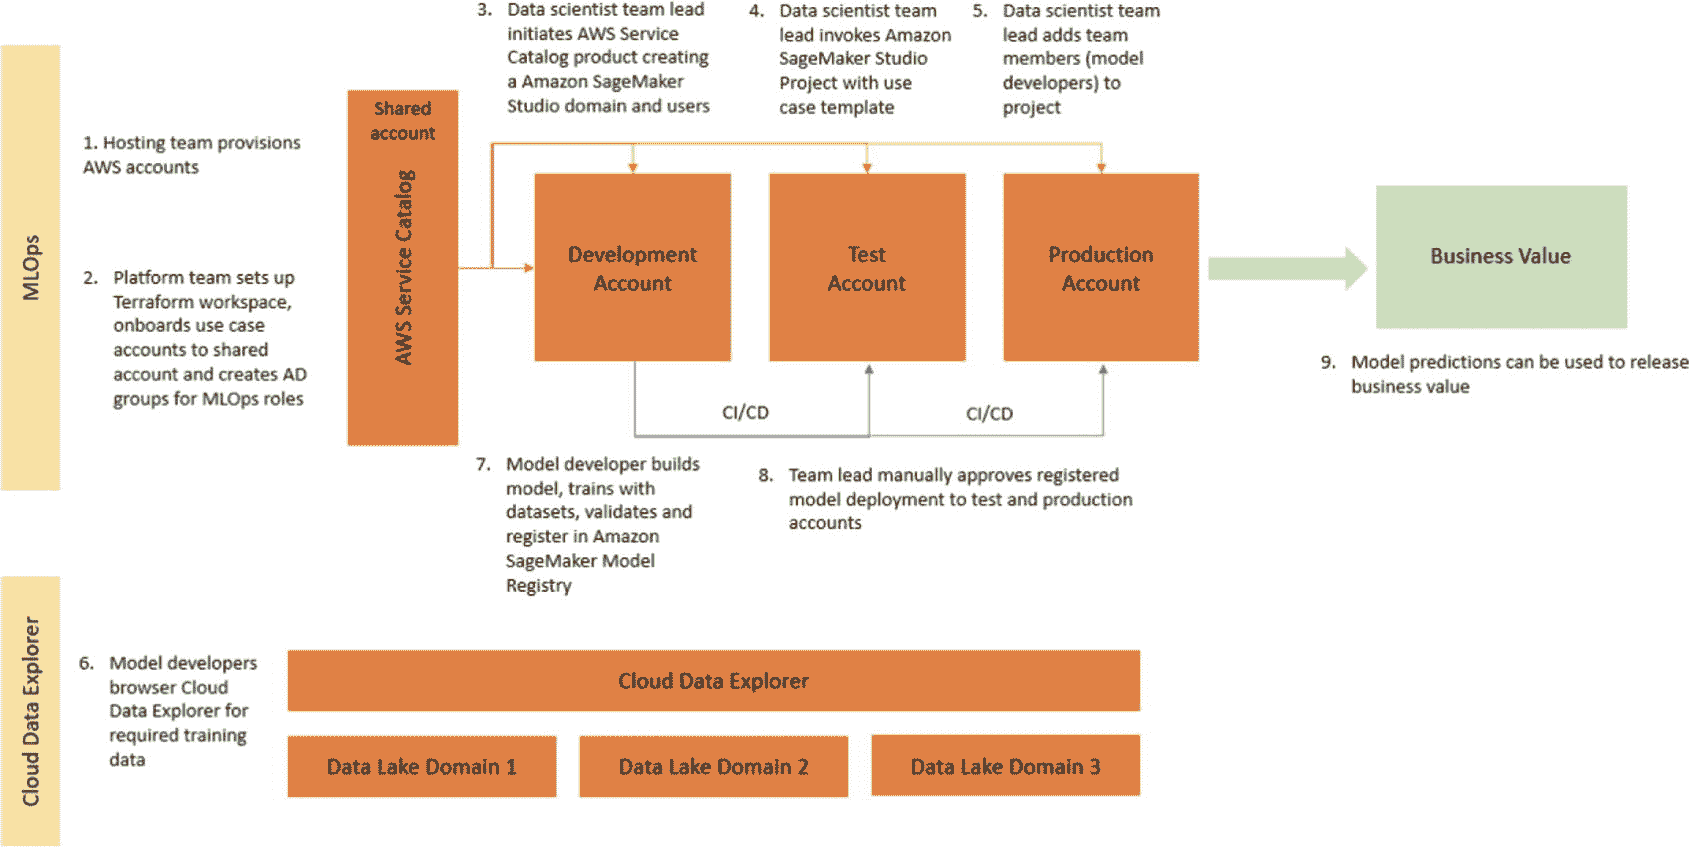 MLOps
1. Hosting team provisions
AWS accounts
2. Platform team sets up
Terraform workspace,
onboards use case
accounts to shared
account and creates AD
groups for MLOps roles
Shared
account
AWS Service Catalog
3. Data scientist team lead
initiates AWS Service
Catalog product creating
a Amazon SageMaker
Studio domain and users
4. Data scientist team
lead invokes Amazon
SageMaker Studio
Project with use
case template
5. Data scientist team
lead adds team
members (model
developers) to
project
Development
Account
Test
Account
Production
Account
Business Value
CI/CD
CI/CD
7. Model developer builds
model, trains with
datasets, validates and
register in Amazon
SageMaker Model
Registry
8. Team lead manually approves registered
model deployment to test and production
accounts
9. Model predictions can be used to release
business value
Cloud Data Explorer
6. Model developers
browser Cloud
Data Explorer for
required training
data
Cloud Data Explorer
Data Lake Domain 1
Data Lake Domain 2
Data Lake Domain 3